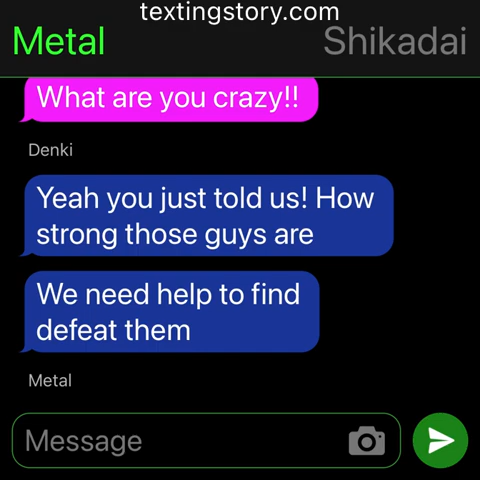 textingstory.com
Metal
Shikadai
What are you crazy!!
Denki
Yeah you just told us! How
strong those guys are
We need help to find
defeat them
Metal
Message